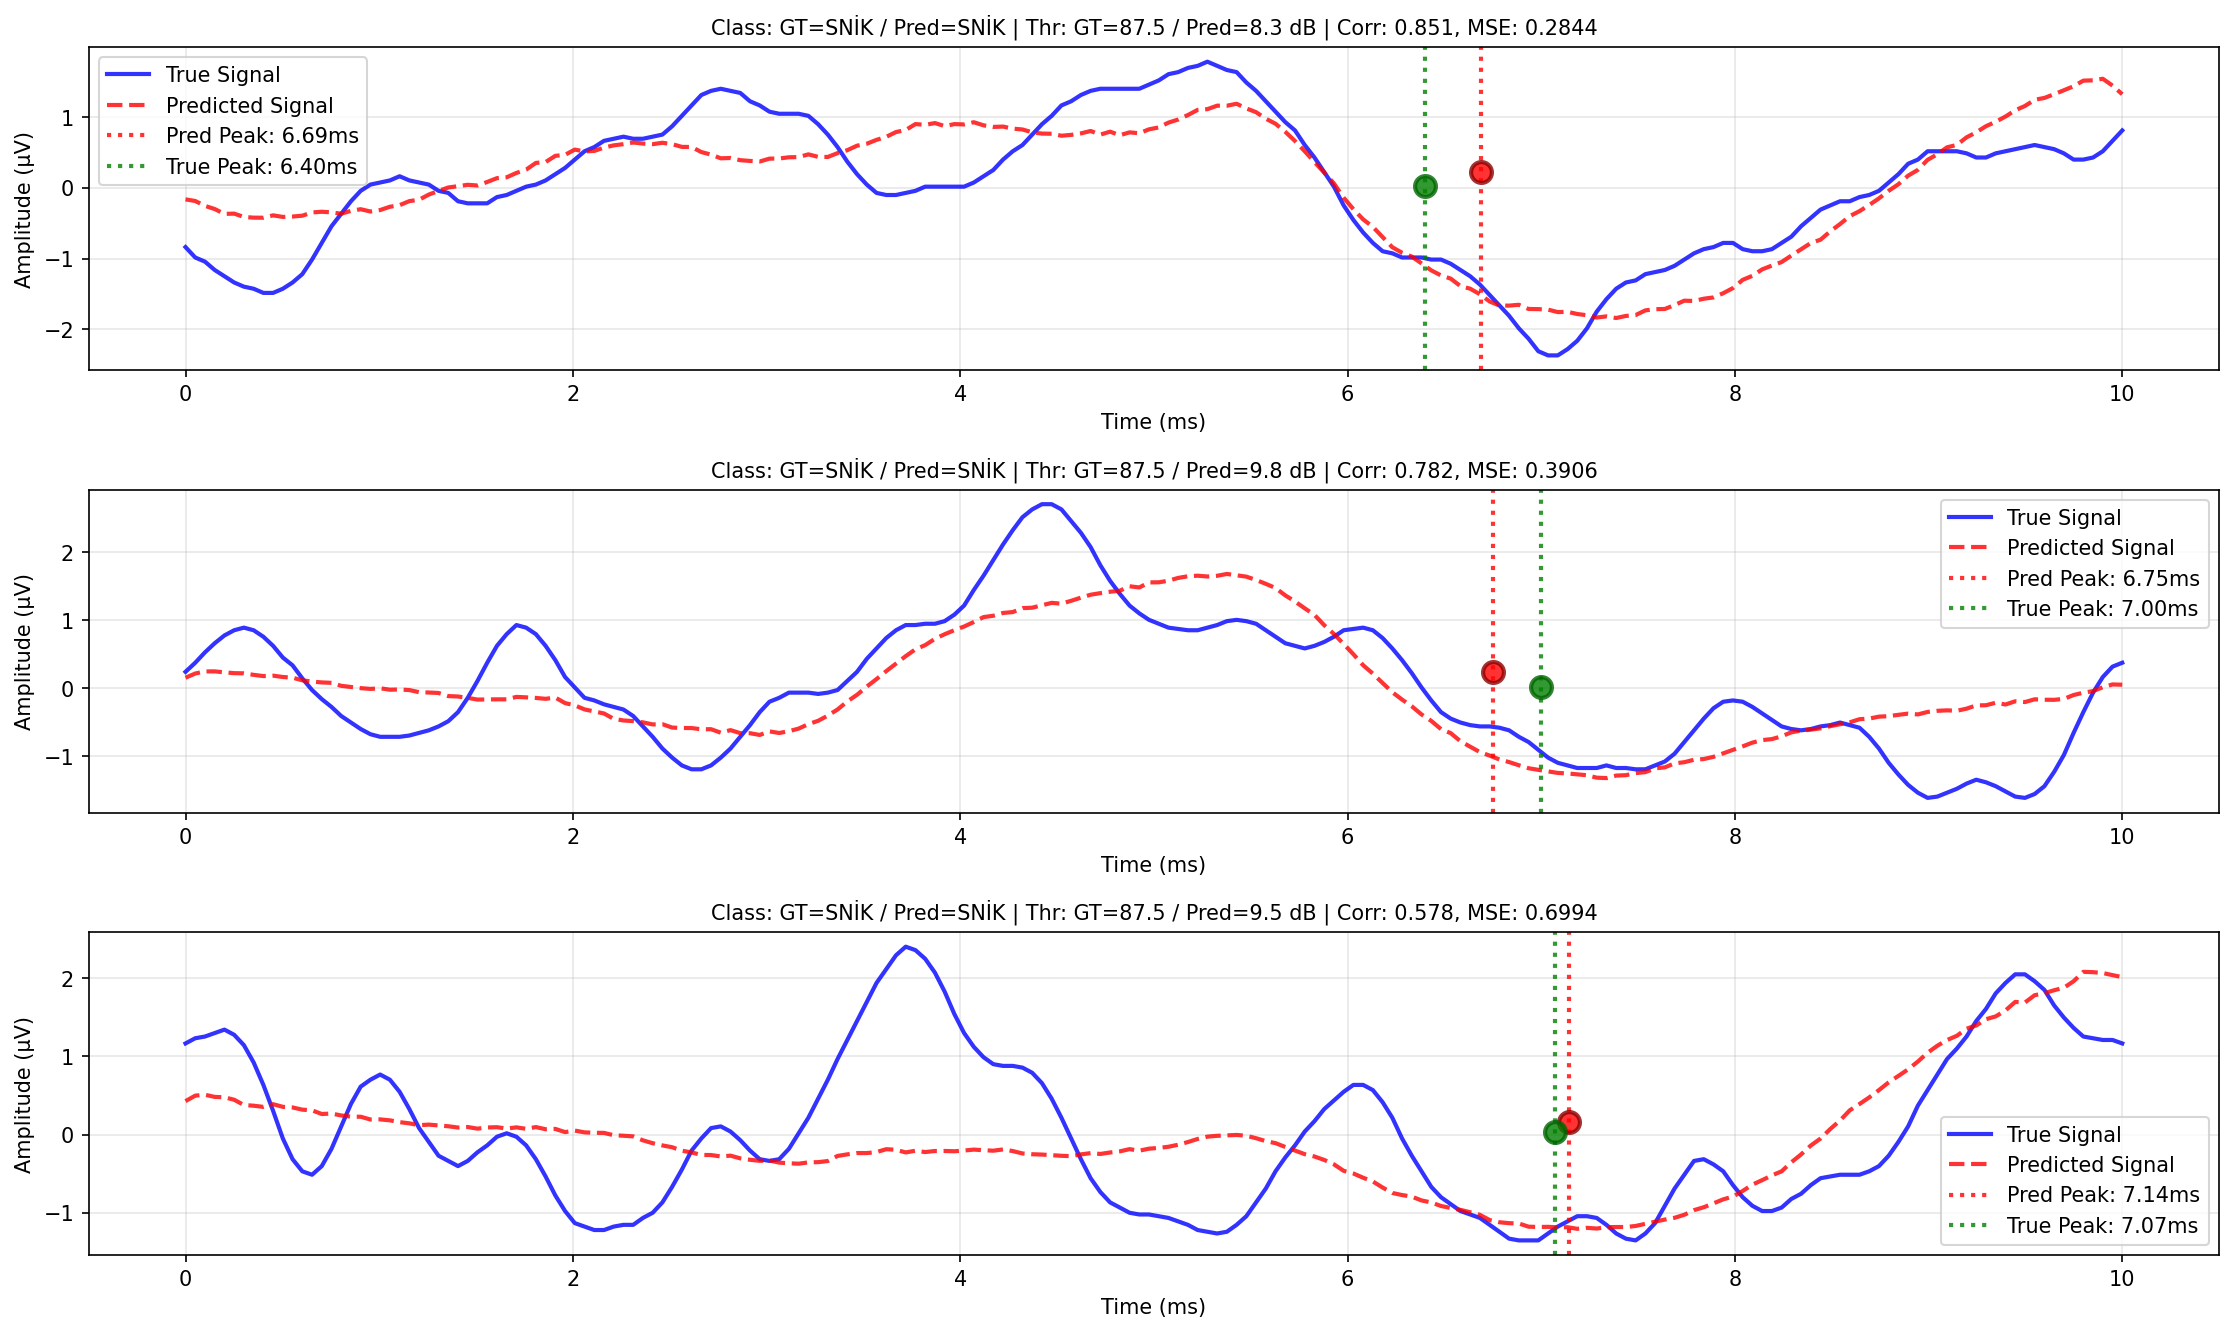 Class: GT=SNİK / Pred=SNİK | Thr: GT=87.5 / Pred=8.3 dB | Corr: 0.851, MSE: 0.2844
True Signal
Predicted Signal
Pred Peak: 6.69ms
True Peak: 6.40ms
Amplitude (µV)
1
0
−1
−2
0 2 4 6 8 10
Time (ms)
Class: GT=SNİK / Pred=SNİK | Thr: GT=87.5 / Pred=9.8 dB | Corr: 0.782, MSE: 0.3906
True Signal
Predicted Signal
Pred Peak: 6.75ms
True Peak: 7.00ms
Amplitude (µV)
2
1
0
−1
0 2 4 6 8 10
Time (ms)
Class: GT=SNİK / Pred=SNİK | Thr: GT=87.5 / Pred=9.5 dB | Corr: 0.578, MSE: 0.6994
True Signal
Predicted Signal
Pred Peak: 7.14ms
True Peak: 7.07ms
Amplitude (µV)
2
1
0
−1
0 2 4 6 8 10
Time (ms)